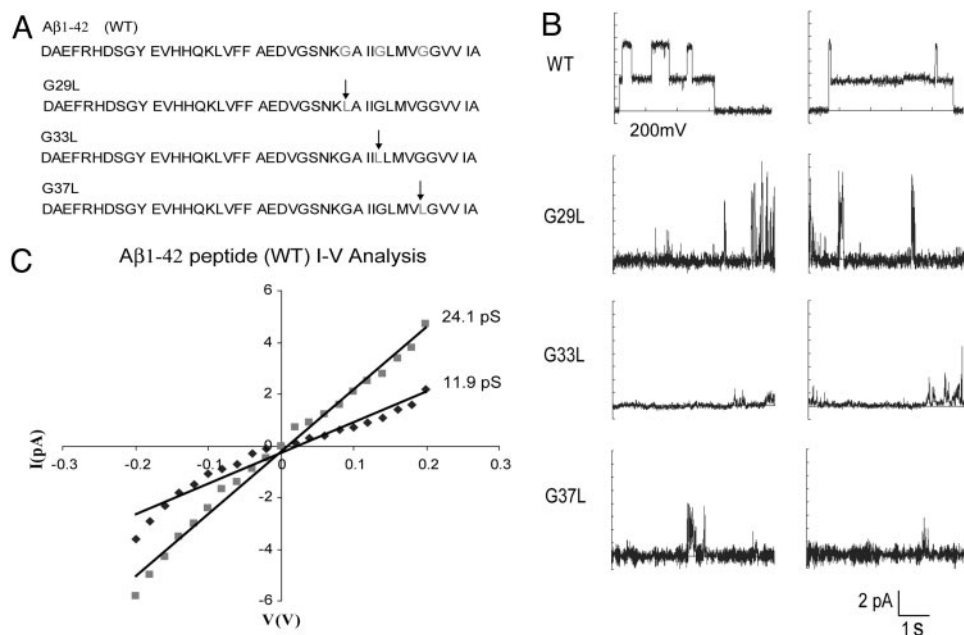 A
Aβ1-42 (WT)
DAEFRHDSGY EVHHQKLVFF AEDVGSNKGA IIGLMVGGVV IA
G29L
DAEFRHDSGY EVHHQKLVFF AEDVGSNKLA IIGLMVGGVV IA
G33L
DAEFRHDSGY EVHHQKLVFF AEDVGSNKGA IILLMVGGVV IA
G37L
DAEFRHDSGY EVHHQKLVFF AEDVGSNKGA IIGLMVLGVV IA
B
WT
200mV
G29L
G33L
G37L
2 pA
1S
C
Aβ1-42 peptide (WT) I-V Analysis
6
4
2
0
-2
-4
-6
-0.3
-0.2
-0.1
0
0.1
0.2
0.3
24.1 pS
11.9 pS
I(pA)
V(V)